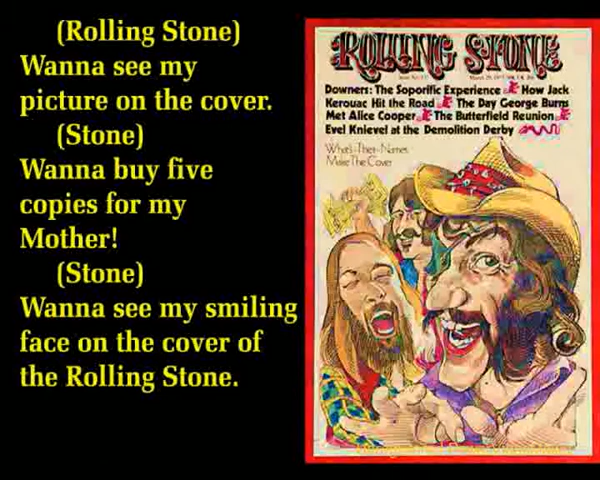 (Rolling Stone)
Wanna see my
picture on the cover.
(Stone)
Wanna buy five
copies for my
Mother!
(Stone)
Wanna see my smiling
face on the cover of
the Rolling Stone.
ROLLING STONE
Downers: The Soporific Experience How Jack
Kerouac Hit the Road The Day George Burns
Met Alice Cooper The Butterfield Reunion
Evel Knievel at the Demolition Derby
What's-Their-Names
Make The Cover